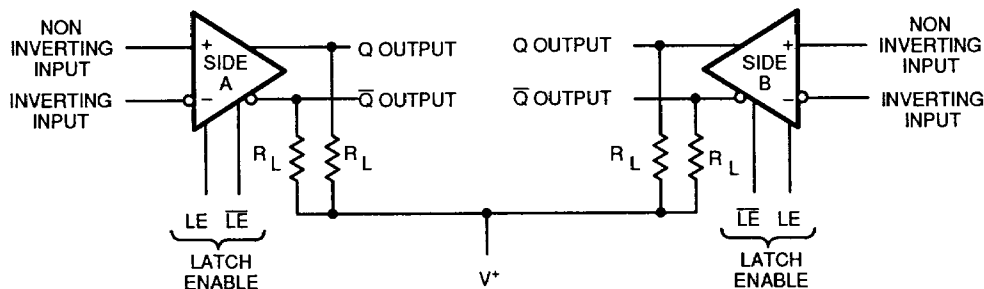 NON
INVERTING
INPUT
INVERTING
INPUT
+
−
SIDE
A
Q OUTPUT
Q̅ OUTPUT
R L
R L
LE
L̅E̅
LATCH
ENABLE
V+
Q OUTPUT
Q̅ OUTPUT
SIDE
B
+
−
NON
INVERTING
INPUT
INVERTING
INPUT
R L
R L
L̅E̅
LE
LATCH
ENABLE